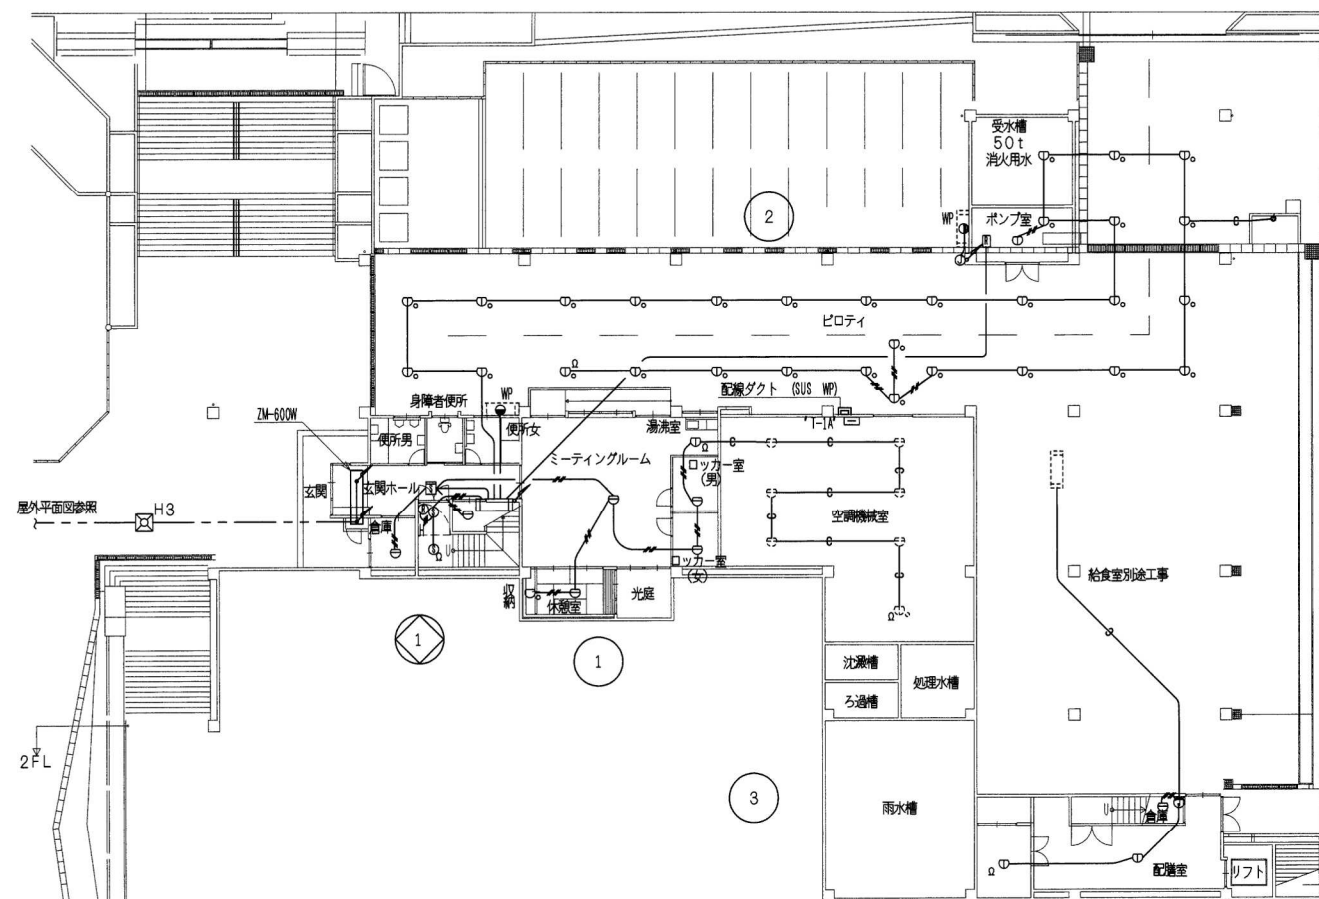 受水槽
50t
消火用水
WP
ポンプ室
2
ピロティ
Ω
配線ダクト (SUS WP)
ZM-600W
身障者便所
WP
T-1A
便所男
便所女
湯沸室
ミーティングルーム
ロッカー室
(男)
Ω
玄関
玄関ホール
屋外平面図参照
H3
倉庫
U
Ω
空調機械室
ロッカー室
(女)
給食室別途工事
収納
休憩室
光庭
Ω
1
1
沈澱槽
処理水槽
ろ過槽
2FL
3
雨水槽
U
倉庫
Ω
配膳室
リフト